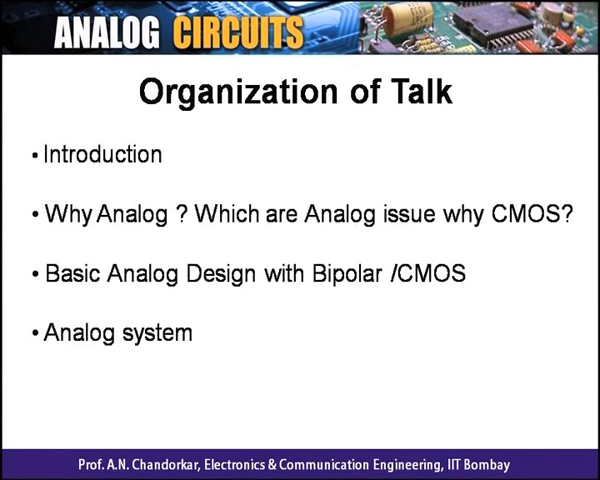 ANALOG CIRCUITS
Organization of Talk
• Introduction
• Why Analog ? Which are Analog issue why CMOS?
• Basic Analog Design with Bipolar /CMOS
• Analog system
Prof. A.N. Chandorkar, Electronics & Communication Engineering, IIT Bombay